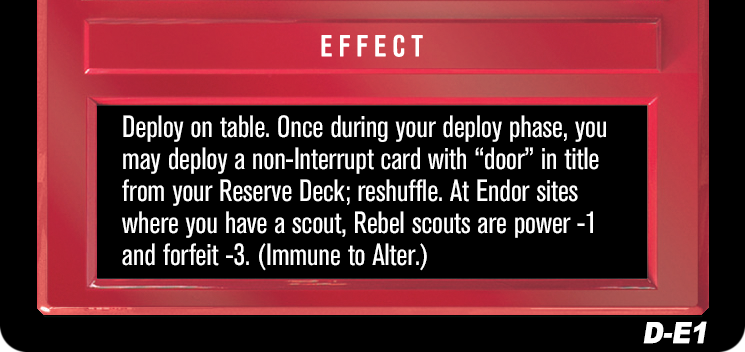 EFFECT
Deploy on table. Once during your deploy phase, you
may deploy a non-Interrupt card with “door” in title
from your Reserve Deck; reshuffle. At Endor sites
where you have a scout, Rebel scouts are power -1
and forfeit -3. (Immune to Alter.)
D-E1